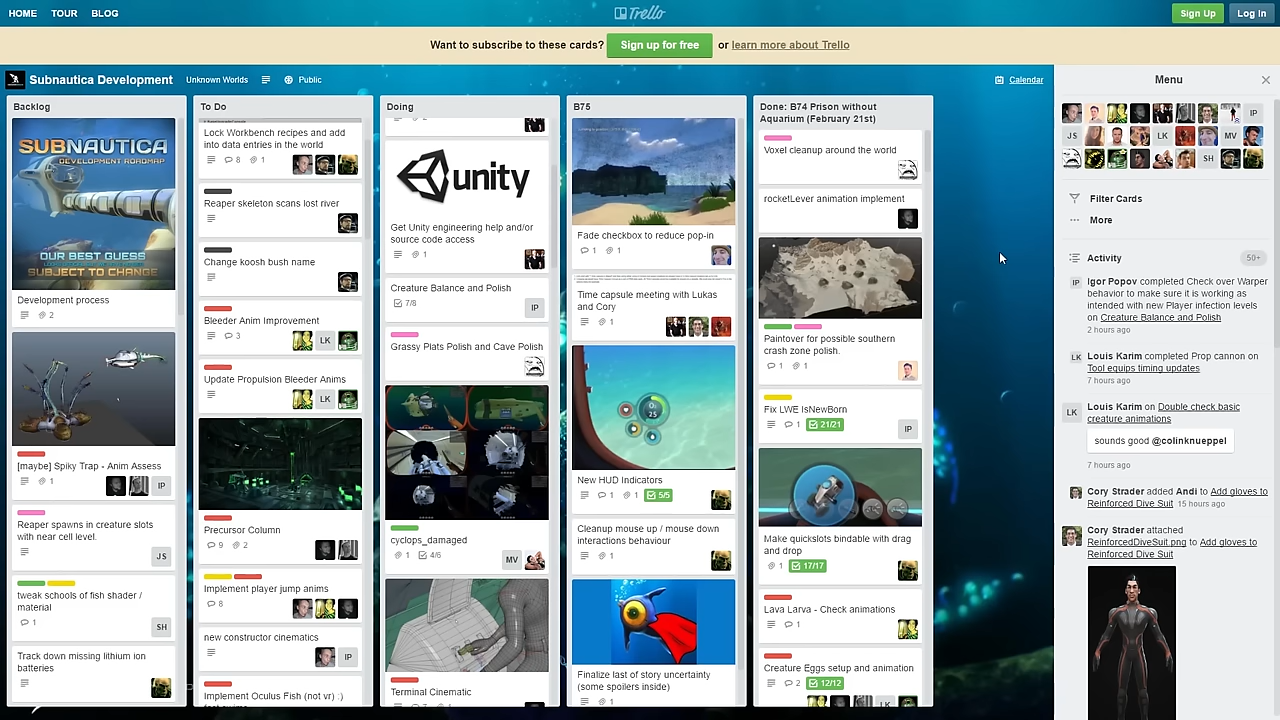 HOME TOUR BLOG
Trello
Sign Up Log In
Want to subscribe to these cards? Sign up for free or learn more about Trello
Subnautica Development Unknown Worlds Public
Calendar
Backlog
SUBNAUTICA
DEVELOPMENT ROADMAP
OUR BEST GUESS
SUBJECT TO CHANGE
Development process
2
[maybe] Spiky Trap - Anim Assess
1
IP
Reaper spawns in creature slots
with near cell level.
JS
tweak schools of fish shader /
material
1
SH
Track down missing lithium ion
batteries
To Do
Lock Workbench recipes and add
into data entries in the world
8 1
Reaper skeleton scans lost river
Change koosh bush name
Bleeder Anim Improvement
3
LK
Update Propulsion Bleeder Anims
LK
Precursor Column
9 2
Implement player jump anims
8
new constructor cinematics
IP
Implement Oculus Fish (not vr) :)
Doing
unity
Get Unity engineering help and/or
source code access
1
Creature Balance and Polish
7/8
IP
Grassy Plats Polish and Cave Polish
cyclops_damaged
1 4/5
MV
Terminal Cinematic
B75
Fade checkbox to reduce pop-in
1 1
Time capsule meeting with Lukas
and Cory
1
O₂
25
New HUD Indicators
1 1 5/5
Cleanup mouse up / mouse down
interactions behaviour
1
Finalize last of story uncertainty
(some spoilers inside)
1
Done: B74 Prison without
Aquarium (February 21st)
Voxel cleanup around the world
rocketLever animation implement
Paintover for possible southern
crash zone polish.
1 1
Fix LWE IsNewBorn
1 21/21
IP
Make quickslots bindable with drag
and drop
1 17/17
Lava Larva - Check animations
1
Creature Eggs setup and animation
2 12/12
LK
Menu
IP
JS LK MV
SH
Filter Cards
More
Activity 50+
IP Igor Popov completed Check over Warper
behavior to make sure it is working as
intended with new Player infection levels
on Creature Balance and Polish
2 hours ago
LK Louis Karim completed Prop cannon on
Tool equips timing updates
7 hours ago
LK Louis Karim on Double check basic
creature animations
sounds good @colinknueppel
7 hours ago
Cory Strader added Andi to Add gloves to
Reinforced Dive Suit 15 hours ago
Cory Strader attached
ReinforcedDiveSuit.png to Add gloves to
Reinforced Dive Suit